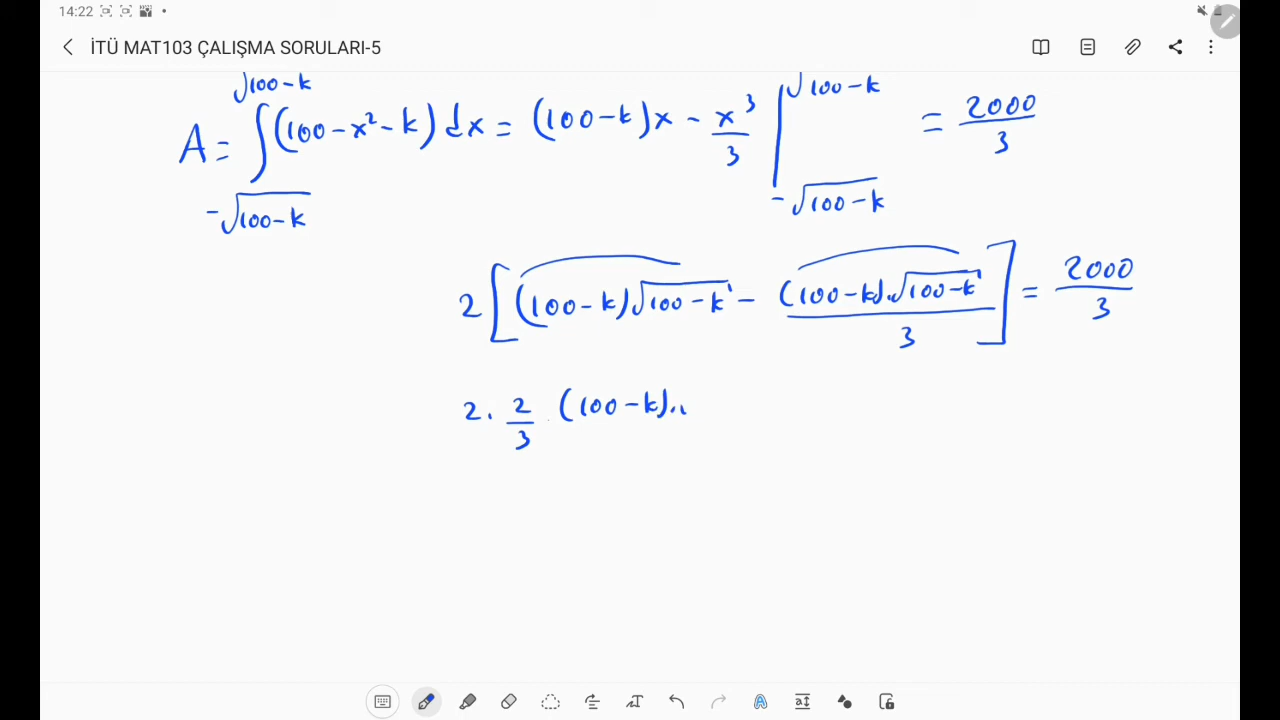 14:22
İTÜ MAT103 ÇALIŞMA SORULARI-5
A = ∫_{-√(100-k)}^{√(100-k)} (100-x²-k) dx = (100-k)x - x³/3 |_{-√(100-k)}^{√(100-k)} = 2000/3
2[(100-k)√(100-k) - (100-k).√(100-k)/3] = 2000/3
2. 2/3 (100-k).